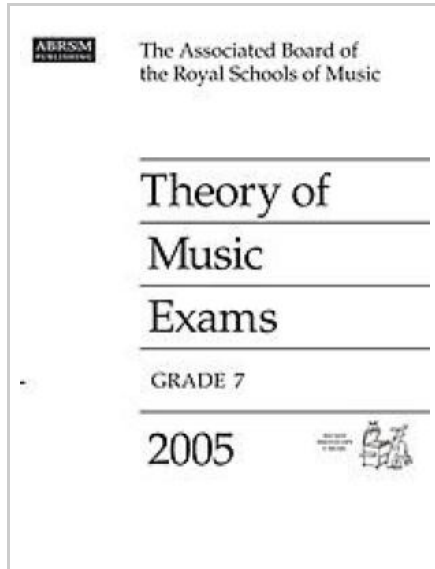 ABRSM
PUBLISHING
The Associated Board of
the Royal Schools of Music
Theory of
Music
Exams
GRADE 7
2005